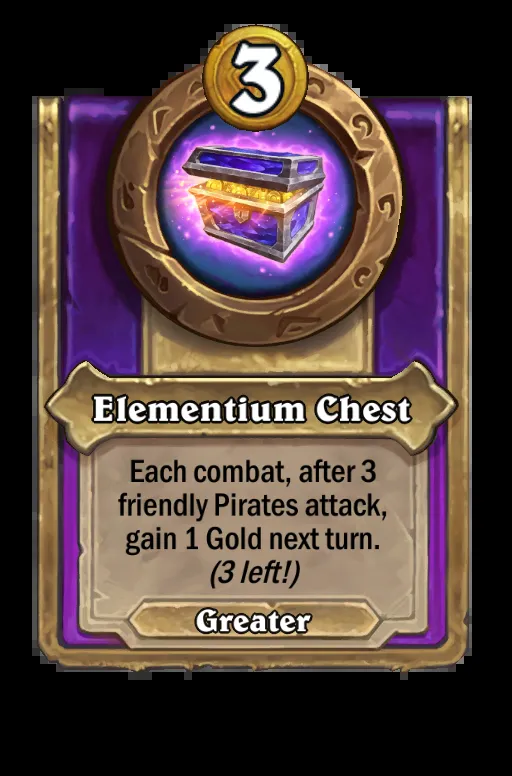 3
Elementium Chest
Each combat, after 3
friendly Pirates attack,
gain 1 Gold next turn.
(3 left!)
Greater